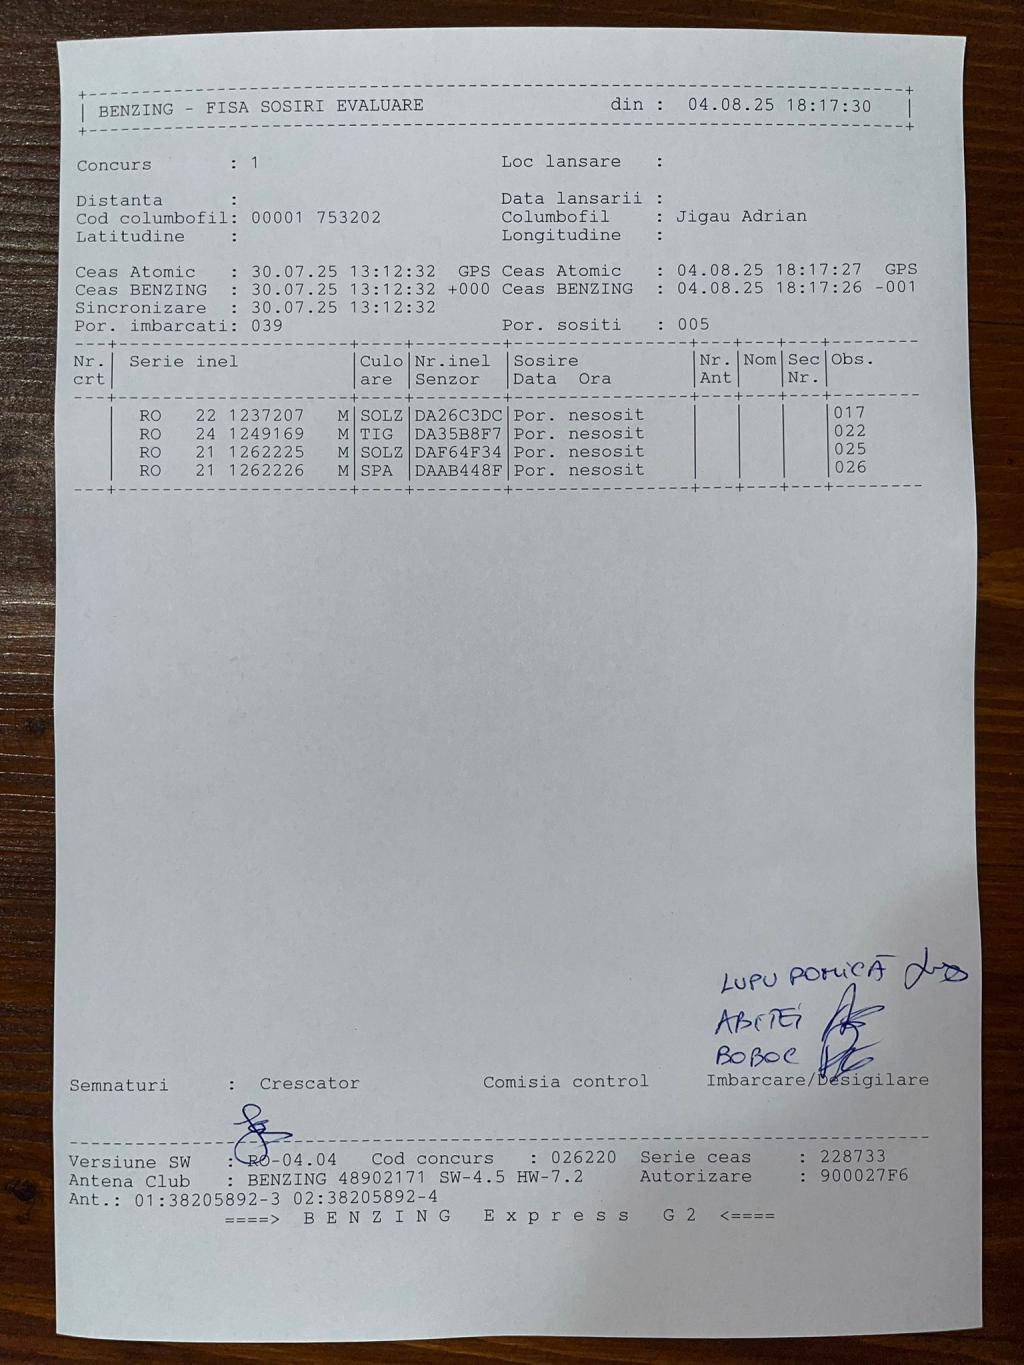 BENZING - FISA SOSIRI EVALUARE din : 04.08.25 18:17:30
Concurs : 1 Loc lansare :
Distanta : Data lansarii :
Cod columbofil: 00001 753202 Columbofil : Jigau Adrian
Latitudine : Longitudine :
Ceas Atomic : 30.07.25 13:12:32 GPS Ceas Atomic : 04.08.25 18:17:27 GPS
Ceas BENZING : 30.07.25 13:12:32 +000 Ceas BENZING : 04.08.25 18:17:26 -001
Sincronizare : 30.07.25 13:12:32
Por. imbarcati: 039 Por. sositi : 005
Nr. Serie inel Culo Nr.inel Sosire Nr. Nom Sec Obs.
crt are Senzor Data Ora Ant Nr.
RO 22 1237207 M SOLZ DA26C3DC Por. nesosit 017
RO 24 1249169 M TIG DA35B8F7 Por. nesosit 022
RO 21 1262225 M SOLZ DAF64F34 Por. nesosit 025
RO 21 1262226 M SPA DAAB448F Por. nesosit 026
LUPU
ABITEI
BOBOC
Semnaturi : Crescator Comisia control Imbarcare/Desigilare
Versiune SW : RO-04.04 Cod concurs : 026220 Serie ceas : 228733
Antena Club : BENZING 48902171 SW-4.5 HW-7.2 Autorizare : 900027F6
Ant.: 01:38205892-3 02:38205892-4
====> B E N Z I N G E x p r e s s G 2 <====